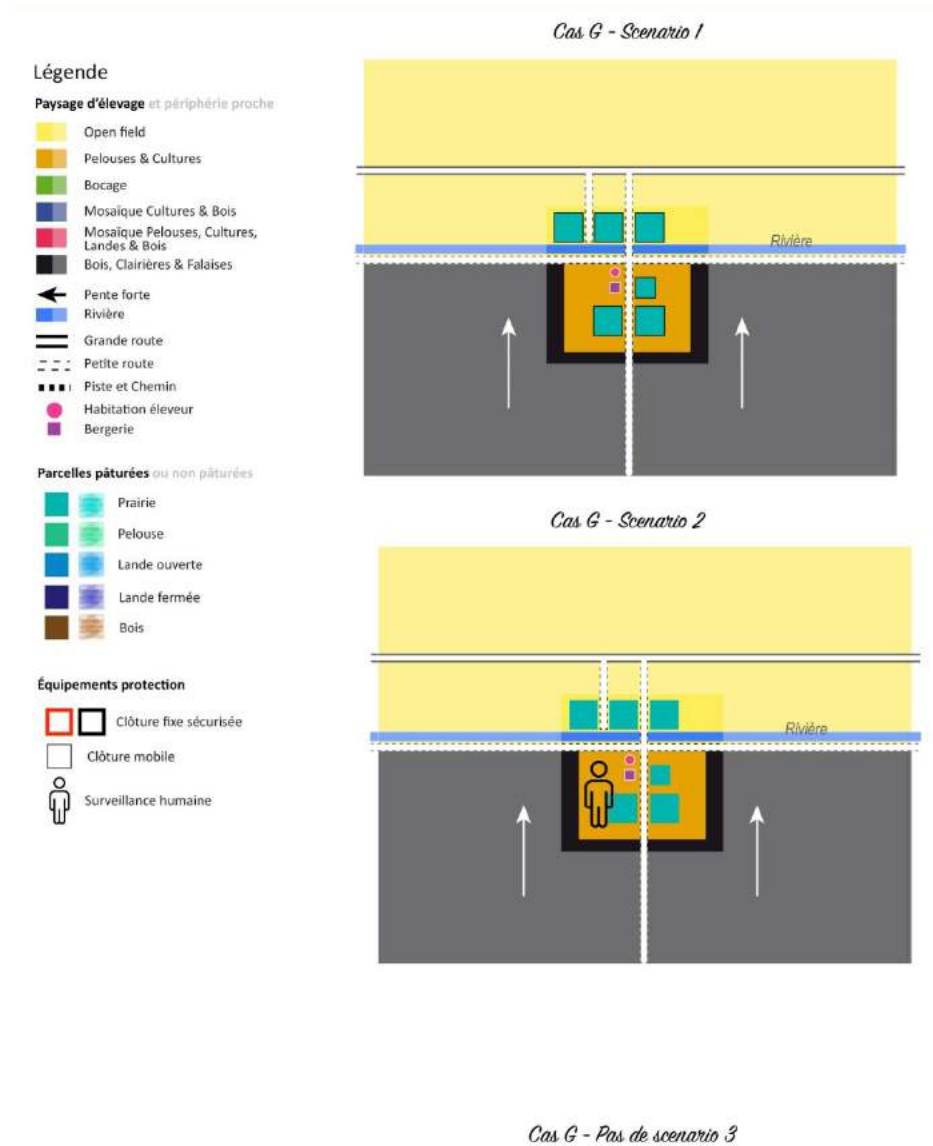 Cas G - Scenario 1
Légende
Paysage d'élevage et périphérie proche
Open field
Pelouses & Cultures
Bocage
Mosaïque Cultures & Bois
Mosaïque Pelouses, Cultures,
Landes & Bois
Bois, Clairières & Falaises
Pente forte
Rivière
Grande route
Petite route
Piste et Chemin
Habitation éleveur
Bergerie
Rivière
Parcelles pâturées ou non pâturées
Prairie
Pelouse
Lande ouverte
Lande fermée
Bois
Cas G - Scenario 2
Équipements protection
Clôture fixe sécurisée
Clôture mobile
Surveillance humaine
Rivière
Cas G - Pas de scenario 3